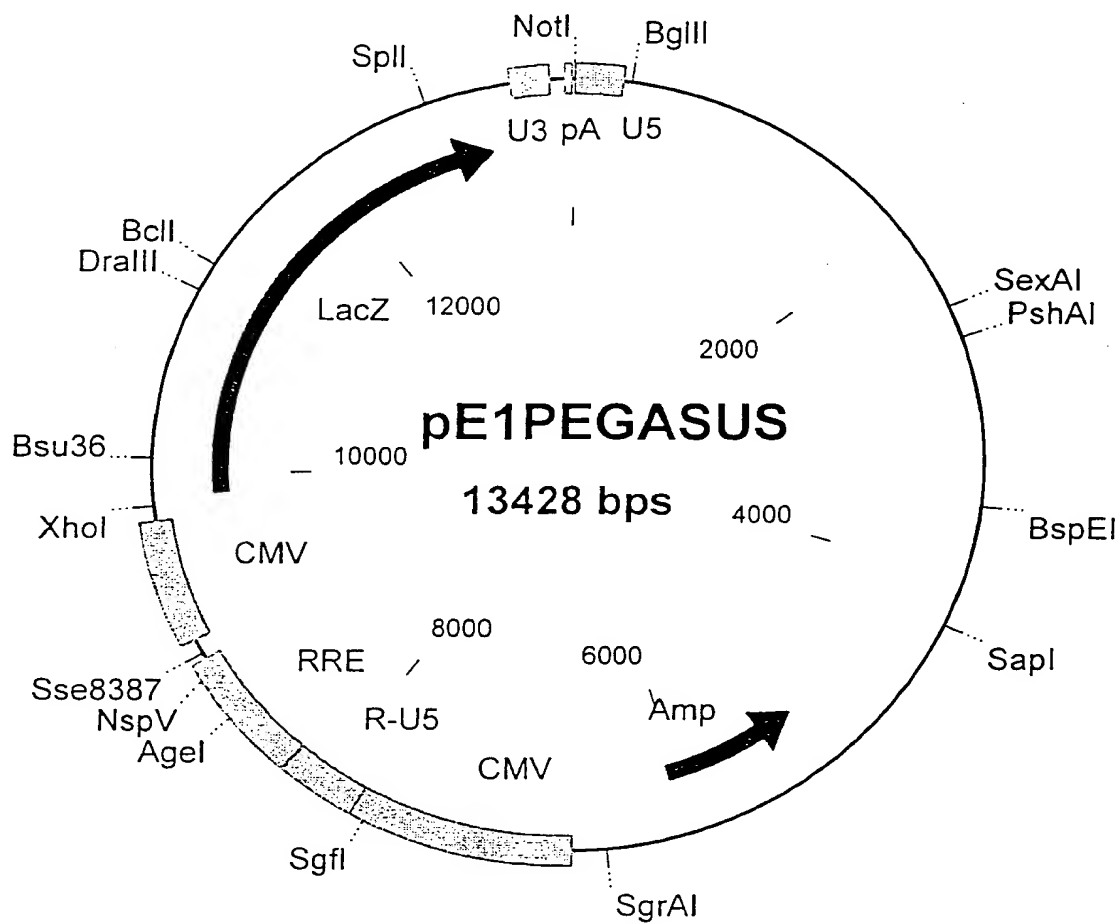 NotI
BglII
SplI
U3 pA U5
BclI
DraIII
SexAI
PshAI
LacZ
12000
2000
pE1PEGASUS
Bsu36
10000
13428 bps
4000
XhoI
BspEI
CMV
8000
RRE
6000
SapI
Sse8387
NspV
R-U5
Amp
AgeI
CMV
SgfI
SgrAI